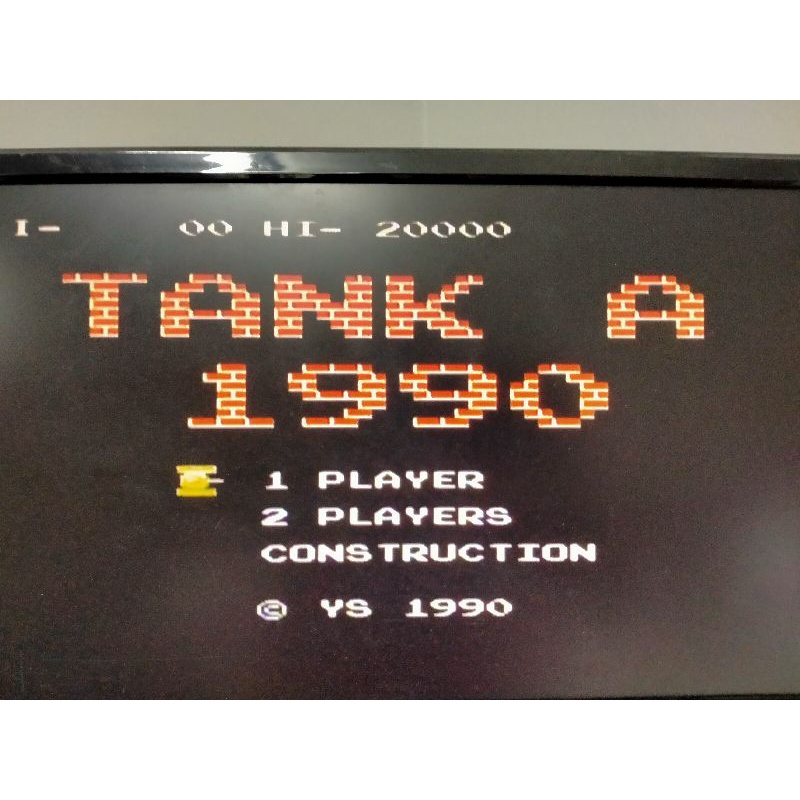 I- 00 HI- 20000
TANK A
1990
1 PLAYER
2 PLAYERS
CONSTRUCTION
© YS 1990